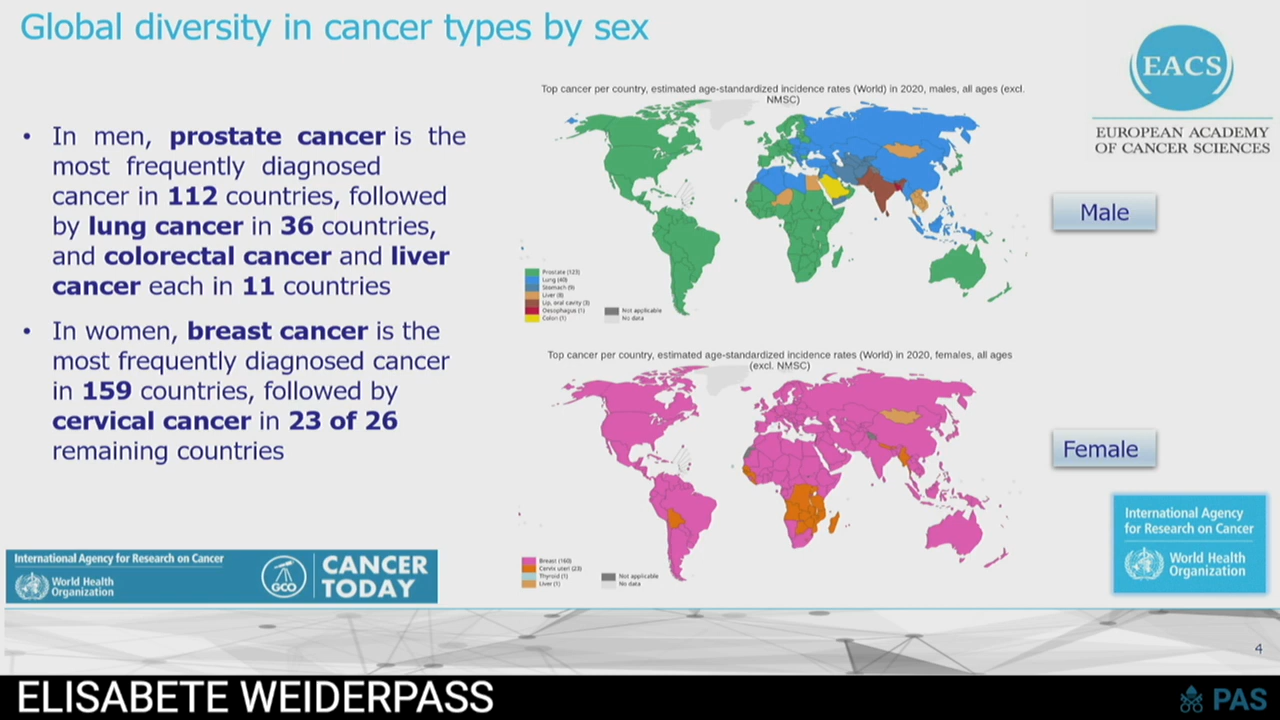 Global diversity in cancer types by sex
EACS
EUROPEAN ACADEMY
OF CANCER SCIENCES
• In men, prostate cancer is the
most frequently diagnosed
cancer in 112 countries, followed
by lung cancer in 36 countries,
and colorectal cancer and liver
cancer each in 11 countries
• In women, breast cancer is the
most frequently diagnosed cancer
in 159 countries, followed by
cervical cancer in 23 of 26
remaining countries
Top cancer per country, estimated age-standardized incidence rates (World) in 2020, males, all ages (excl.
NMSC)
Male
Prostate (123)
Lung (40)
Stomach (9)
Liver (8)
Lip, oral cavity (3)
Oesophagus (1)
Colon (1)
Not applicable
No data
Top cancer per country, estimated age-standardized incidence rates (World) in 2020, females, all ages
(excl. NMSC)
Female
Breast (160)
Cervix uteri (23)
Thyroid (1)
Liver (1)
Not applicable
No data
International Agency for Research on Cancer
World Health
Organization
GCO
CANCER
TODAY
International Agency
for Research on Cancer
World Health
Organization
4
ELISABETE WEIDERPASS
PAS